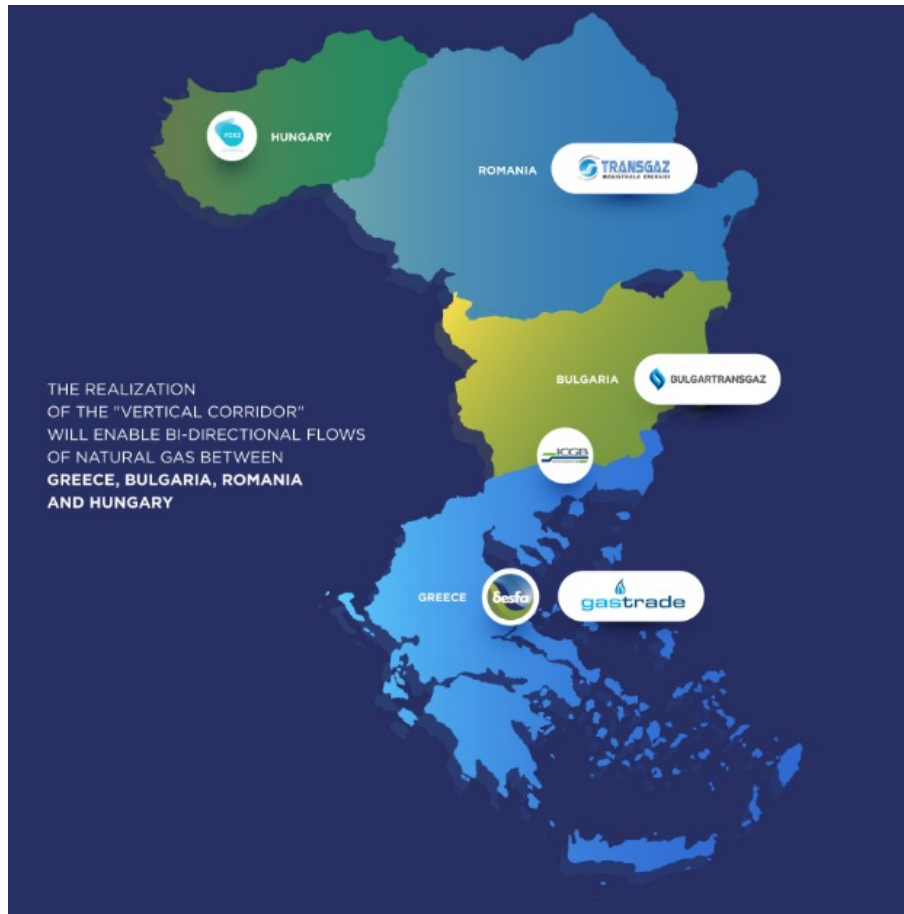 HUNGARY
ROMANIA
TRANSGAZ
BULGARIA
BULGARTRANSGAZ
THE REALIZATION
OF THE "VERTICAL CORRIDOR"
WILL ENABLE BI-DIRECTIONAL FLOWS
OF NATURAL GAS BETWEEN
GREECE, BULGARIA, ROMANIA
AND HUNGARY
ICGB
GREECE
δesfa
gastrade